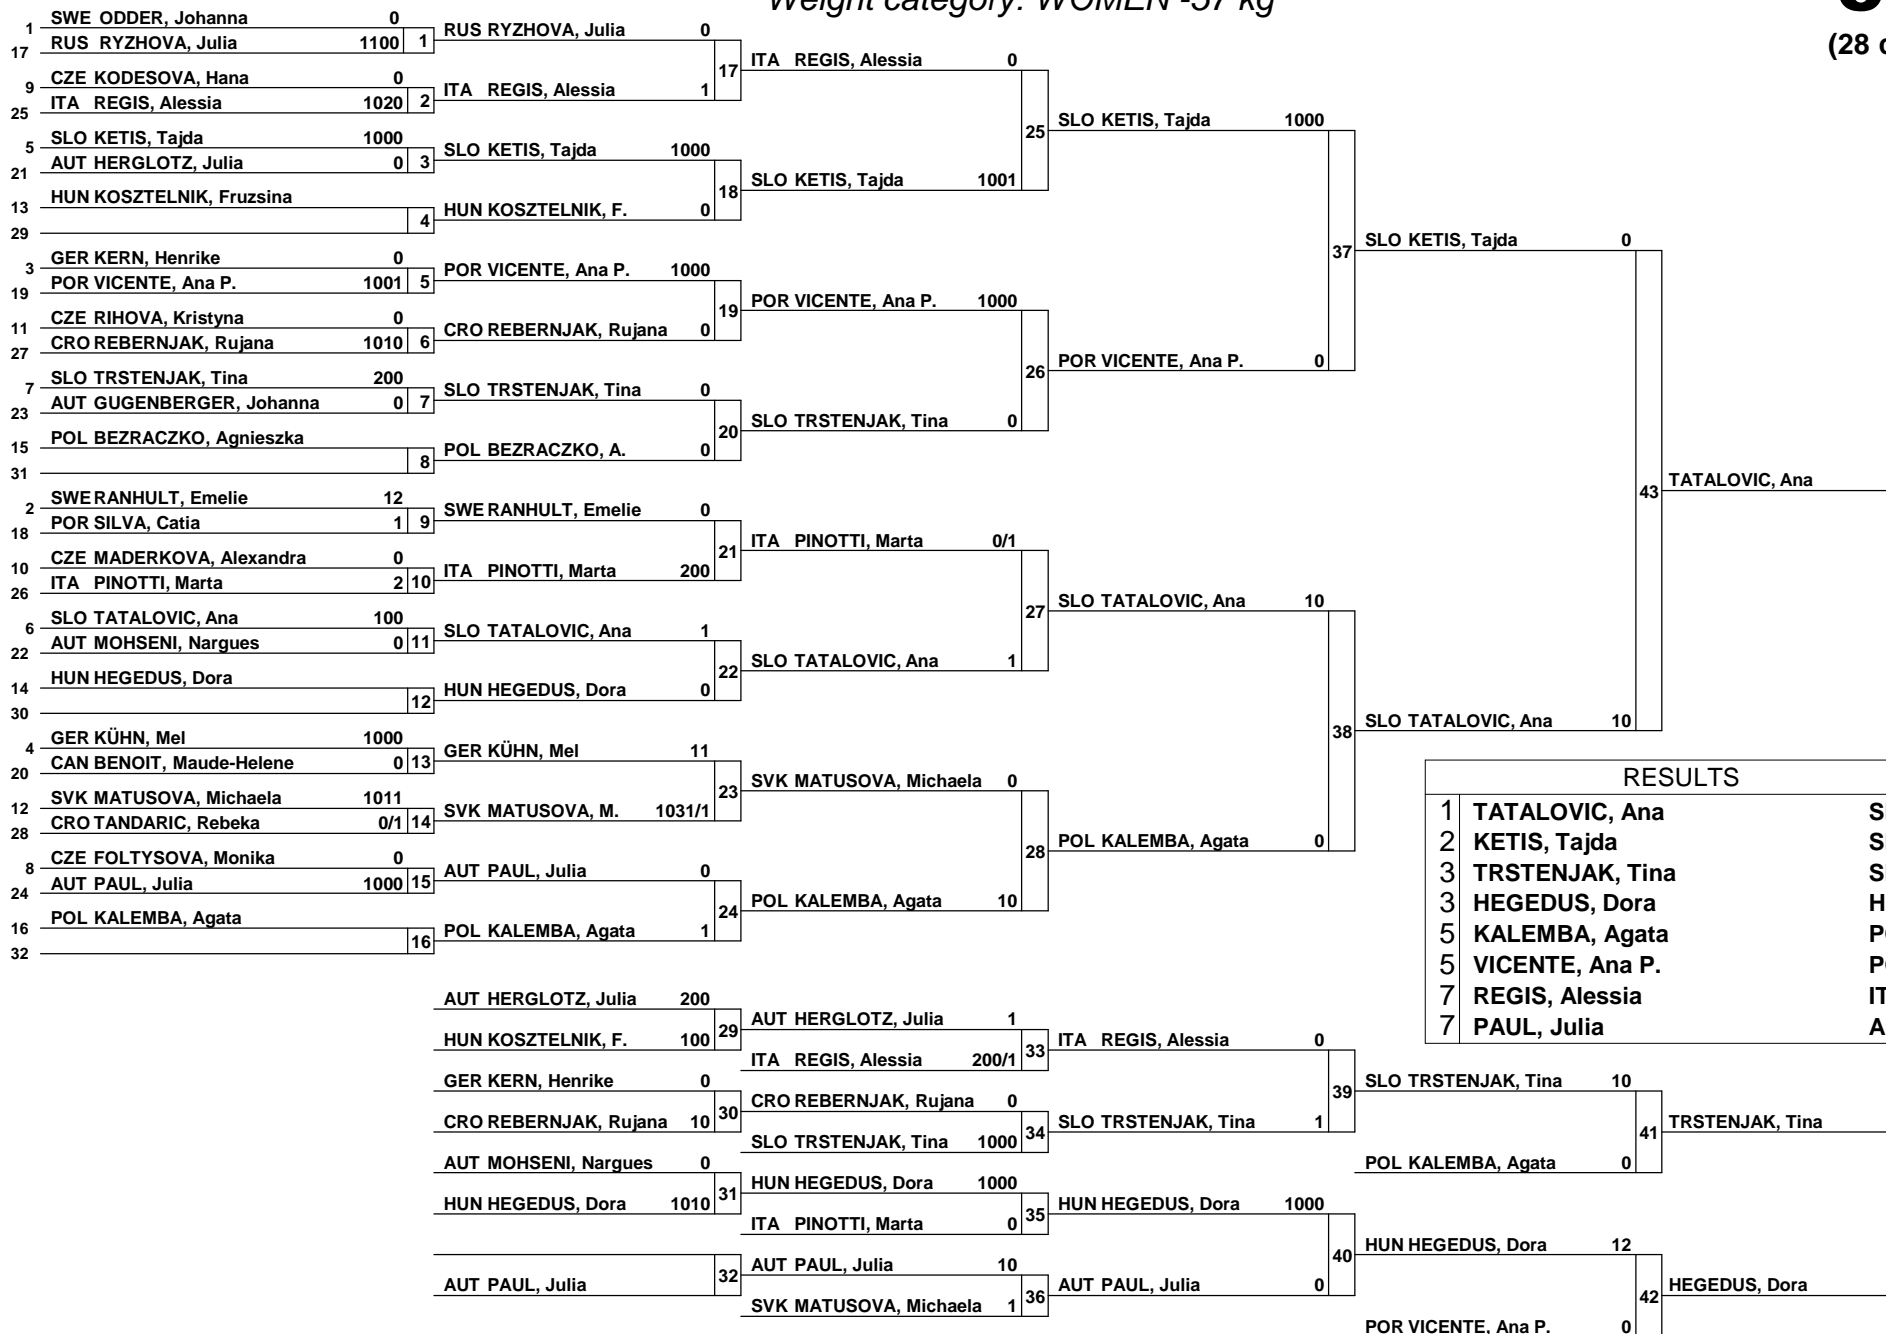 Weight category: WOMEN -57 kg
(28
1 SWE ODDER, Johanna 0
17 RUS RYZHOVA, Julia 1100 1
9 CZE KODESOVA, Hana 0
25 ITA REGIS, Alessia 1020 2
5 SLO KETIS, Tajda 1000
21 AUT HERGLOTZ, Julia 0 3
13 HUN KOSZTELNIK, Fruzsina
29 4
3 GER KERN, Henrike 0
19 POR VICENTE, Ana P. 1001 5
11 CZE RIHOVA, Kristyna 0
27 CRO REBERNJAK, Rujana 1010 6
7 SLO TRSTENJAK, Tina 200
23 AUT GUGENBERGER, Johanna 0 7
15 POL BEZRACZKO, Agnieszka
31 8
2 SWE RANHULT, Emelie 12
18 POR SILVA, Catia 1 9
10 CZE MADERKOVA, Alexandra 0
26 ITA PINOTTI, Marta 2 10
6 SLO TATALOVIC, Ana 100
22 AUT MOHSENI, Nargues 0 11
14 HUN HEGEDUS, Dora
30 12
4 GER KÜHN, Mel 1000
20 CAN BENOIT, Maude-Helene 0 13
12 SVK MATUSOVA, Michaela 1011
28 CRO TANDARIC, Rebeka 0/1 14
8 CZE FOLTYSOVA, Monika 0
24 AUT PAUL, Julia 1000 15
16 POL KALEMBA, Agata
32 16
RUS RYZHOVA, Julia 0
17
ITA REGIS, Alessia 1
SLO KETIS, Tajda 1000
18
HUN KOSZTELNIK, F. 0
POR VICENTE, Ana P. 1000
19
CRO REBERNJAK, Rujana 0
SLO TRSTENJAK, Tina 0
20
POL BEZRACZKO, A. 0
SWE RANHULT, Emelie 0
21
ITA PINOTTI, Marta 200
SLO TATALOVIC, Ana 1
22
HUN HEGEDUS, Dora 0
GER KÜHN, Mel 11
23
SVK MATUSOVA, M. 1031/1
AUT PAUL, Julia 0
24
POL KALEMBA, Agata 1
ITA REGIS, Alessia 0
25
SLO KETIS, Tajda 1001
POR VICENTE, Ana P. 1000
26
SLO TRSTENJAK, Tina 0
ITA PINOTTI, Marta 0/1
27
SLO TATALOVIC, Ana 1
SVK MATUSOVA, Michaela 0
28
POL KALEMBA, Agata 10
SLO KETIS, Tajda 1000
37
POR VICENTE, Ana P. 0
SLO TATALOVIC, Ana 10
38
POL KALEMBA, Agata 0
SLO KETIS, Tajda 0
43
SLO TATALOVIC, Ana 10
TATALOVIC, Ana
RESULTS
1 TATALOVIC, Ana
2 KETIS, Tajda
3 TRSTENJAK, Tina
3 HEGEDUS, Dora
5 KALEMBA, Agata
5 VICENTE, Ana P.
7 REGIS, Alessia
7 PAUL, Julia
AUT HERGLOTZ, Julia 200
29
HUN KOSZTELNIK, F. 100
GER KERN, Henrike 0
30
CRO REBERNJAK, Rujana 10
AUT MOHSENI, Nargues 0
31
HUN HEGEDUS, Dora 1010
32
AUT PAUL, Julia
AUT HERGLOTZ, Julia 1
33
ITA REGIS, Alessia 200/1
CRO REBERNJAK, Rujana 0
34
SLO TRSTENJAK, Tina 1000
HUN HEGEDUS, Dora 1000
35
ITA PINOTTI, Marta 0
AUT PAUL, Julia 10
36
SVK MATUSOVA, Michaela 1
ITA REGIS, Alessia 0
39
SLO TRSTENJAK, Tina 1
HUN HEGEDUS, Dora 1000
40
AUT PAUL, Julia 0
SLO TRSTENJAK, Tina 10
41
POL KALEMBA, Agata 0
HUN HEGEDUS, Dora 12
42
POR VICENTE, Ana P. 0
TRSTENJAK, Tina
HEGEDUS, Dora